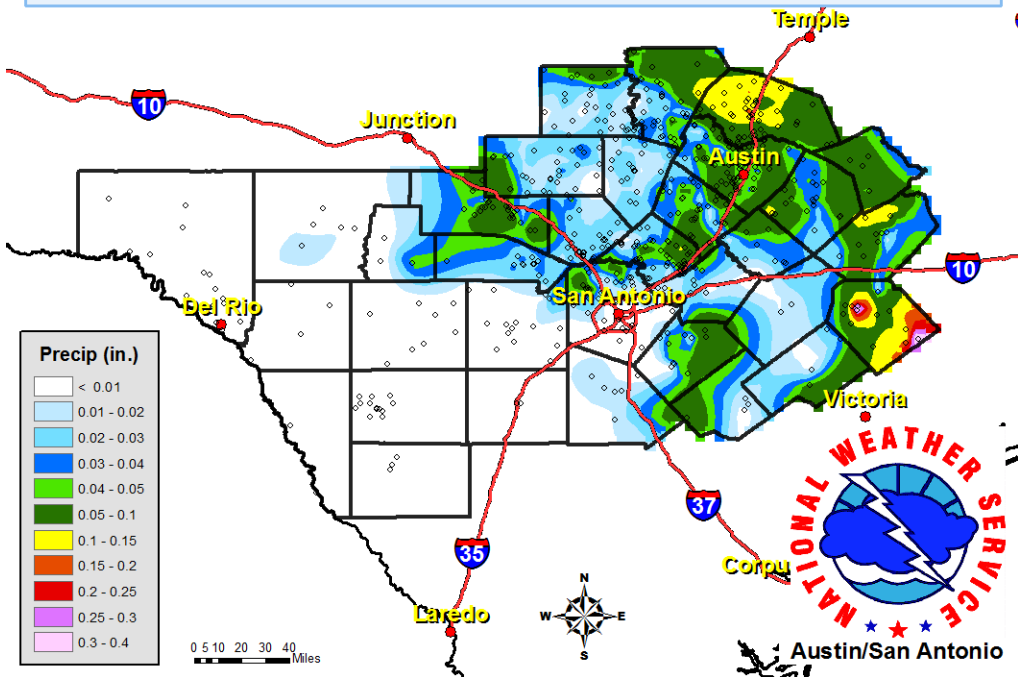 Temple
10
Junction
Austin
10
San Antonio
Del Rio
Precip (in.)
< 0.01
0.01 - 0.02
0.02 - 0.03
0.03 - 0.04
0.04 - 0.05
0.05 - 0.1
0.1 - 0.15
0.15 - 0.2
0.2 - 0.25
0.25 - 0.3
0.3 - 0.4
Victoria
37
35
Corpu
Laredo
N
W E
S
0 5 10 20 30 40
Miles
NATIONAL WEATHER SERVICE
Austin/San Antonio